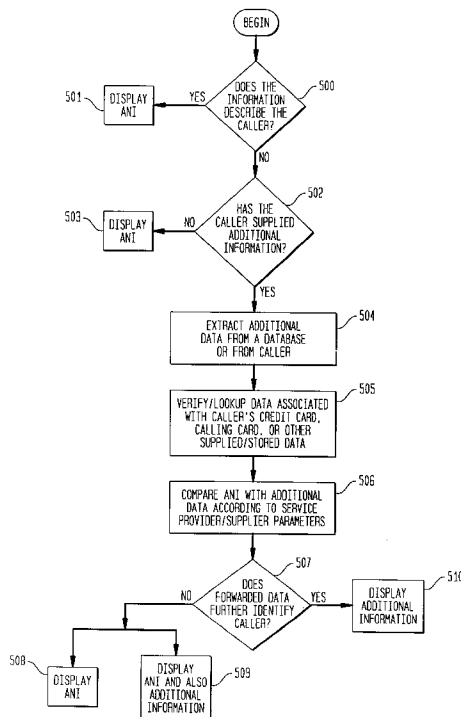 BEGIN
500
DOES THE
INFORMATION
DESCRIBE THE
CALLER?
YES
501
DISPLAY
ANI
NO
502
HAS THE
CALLER SUPPLIED
ADDITIONAL
INFORMATION?
NO
503
DISPLAY
ANI
YES
504
EXTRACT ADDITIONAL
DATA FROM A DATABASE
OR FROM CALLER
505
VERIFY/LOOKUP DATA ASSOCIATED
WITH CALLER'S CREDIT CARD,
CALLING CARD, OR OTHER
SUPPLIED/STORED DATA
506
COMPARE ANI WITH ADDITIONAL
DATA ACCORDING TO SERVICE
PROVIDER/SUPPLIER PARAMETERS
507
DOES
FORWARDED DATA
FURTHER IDENTIFY
CALLER?
NO
YES
510
DISPLAY
ADDITIONAL
INFORMATION
508
DISPLAY
ANI
509
DISPLAY
ANI AND ALSO
ADDITIONAL
INFORMATION